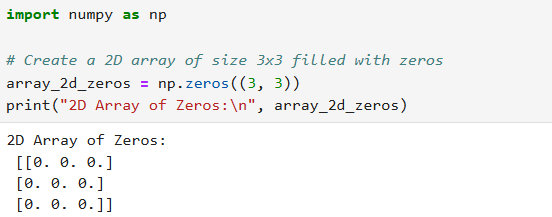 import numpy as np
# Create a 2D array of size 3x3 filled with zeros
array_2d_zeros = np.zeros((3, 3))
print("2D Array of Zeros:\n", array_2d_zeros)
2D Array of Zeros:
 [[0. 0. 0.]
 [0. 0. 0.]
 [0. 0. 0.]]